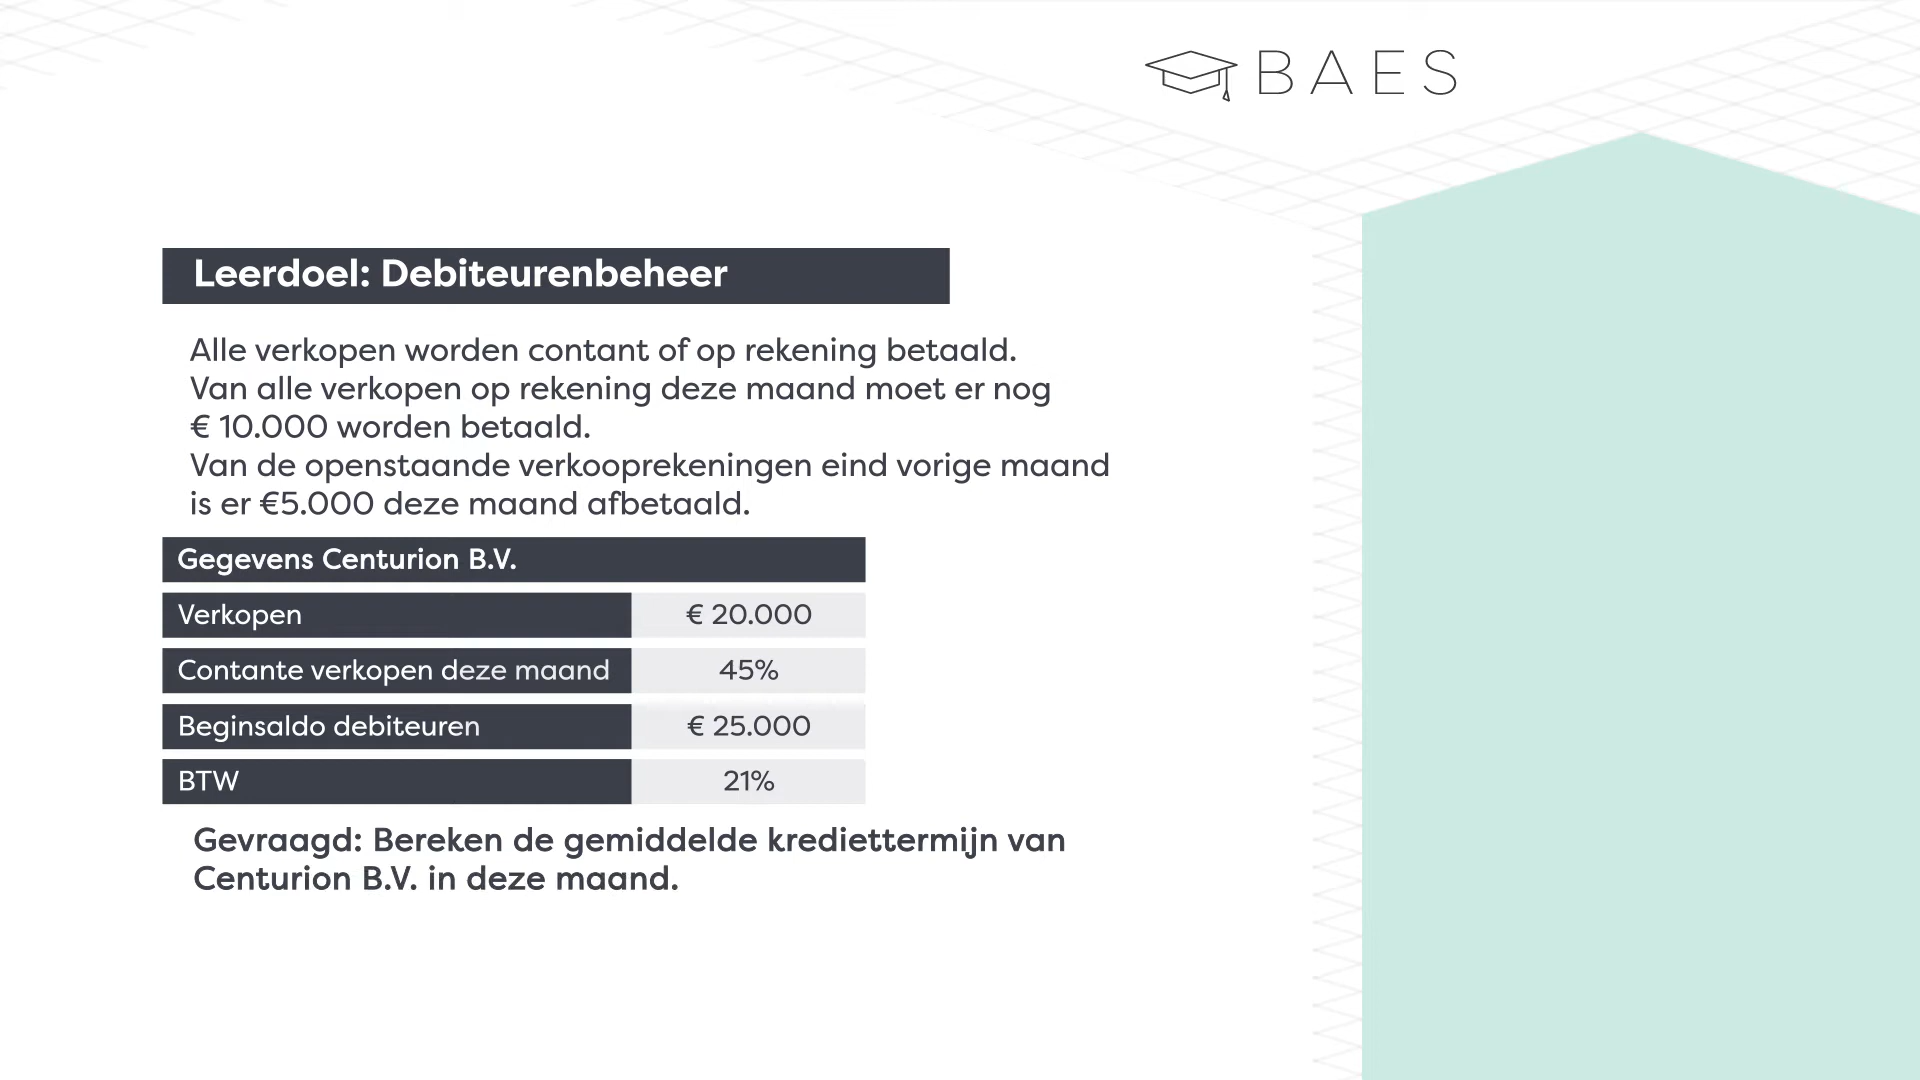 BAES
Leerdoel: Debiteurenbeheer
Alle verkopen worden contant of op rekening betaald.
Van alle verkopen op rekening deze maand moet er nog
€ 10.000 worden betaald.
Van de openstaande verkooprekeningen eind vorige maand
is er €5.000 deze maand afbetaald.
Gegevens Centurion B.V.
Verkopen € 20.000
Contante verkopen deze maand 45%
Beginsaldo debiteuren € 25.000
BTW 21%
Gevraagd: Bereken de gemiddelde krediettermijn van
Centurion B.V. in deze maand.